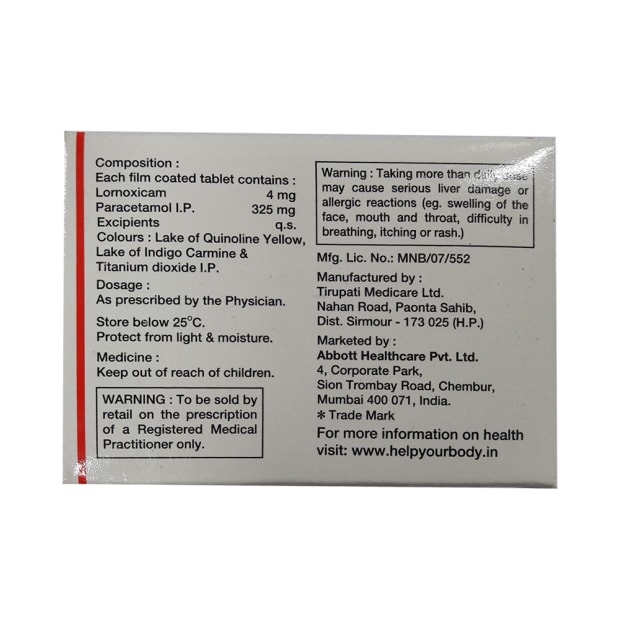 Composition :
Each film coated tablet contains :
Lornoxicam 4 mg
Paracetamol I.P. 325 mg
Excipients q.s.
Colours : Lake of Quinoline Yellow,
Lake of Indigo Carmine &
Titanium dioxide I.P.
Dosage :
As prescribed by the Physician.
Store below 25°C.
Protect from light & moisture.
Medicine :
Keep out of reach of children.
WARNING : To be sold by
retail on the prescription
of a Registered Medical
Practitioner only.
Warning : Taking more than daily dose
may cause serious liver damage or
allergic reactions (eg. swelling of the
face, mouth and throat, difficulty in
breathing, itching or rash.)
Mfg. Lic. No.: MNB/07/552
Manufactured by :
Tirupati Medicare Ltd.
Nahan Road, Paonta Sahib,
Dist. Sirmour - 173 025 (H.P.)
Marketed by :
Abbott Healthcare Pvt. Ltd.
4, Corporate Park,
Sion Trombay Road, Chembur,
Mumbai 400 071, India.
* Trade Mark
For more information on health
visit: www.helpyourbody.in